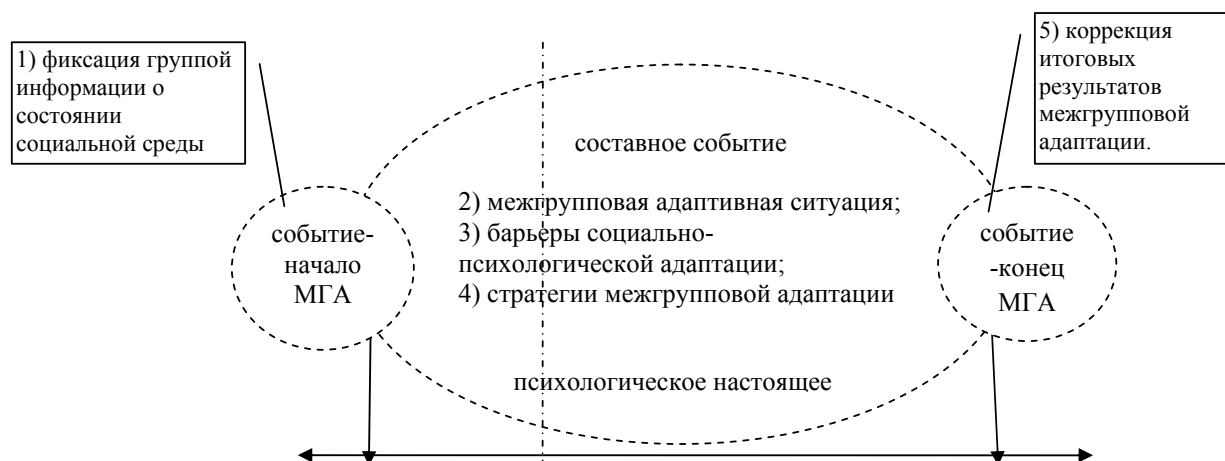 1) фиксация группой
информации о
состоянии
социальной среды
5) коррекция
итоговых
результатов
межгрупповой
адаптации.
составное событие
событие-
начало
МГА
2) межгрупповая адаптивная ситуация;
3) барьеры социально-
психологической адаптации;
4) стратегии межгрупповой адаптации
событие
-конец
МГА
психологическое настоящее